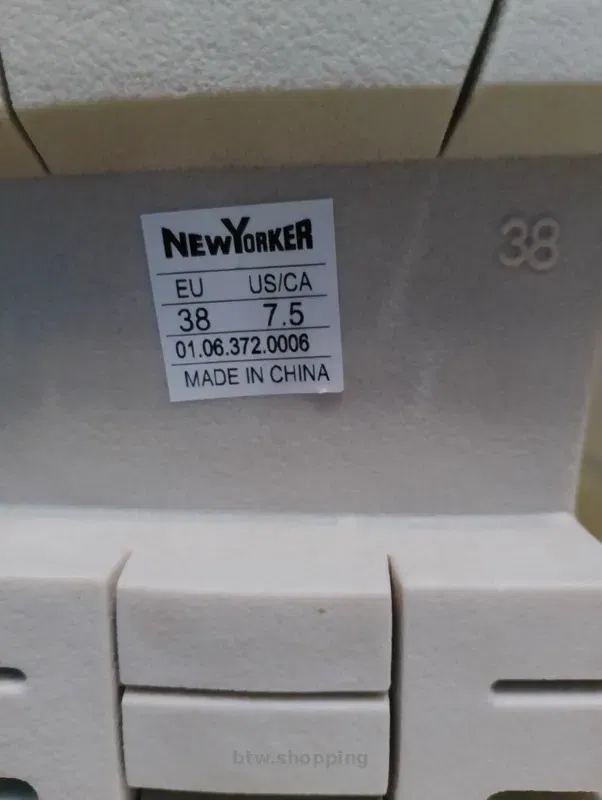 NEWYORKER
38
EU US/CA
38 7.5
01.06.372.0006
MADE IN CHINA
btw.shopping